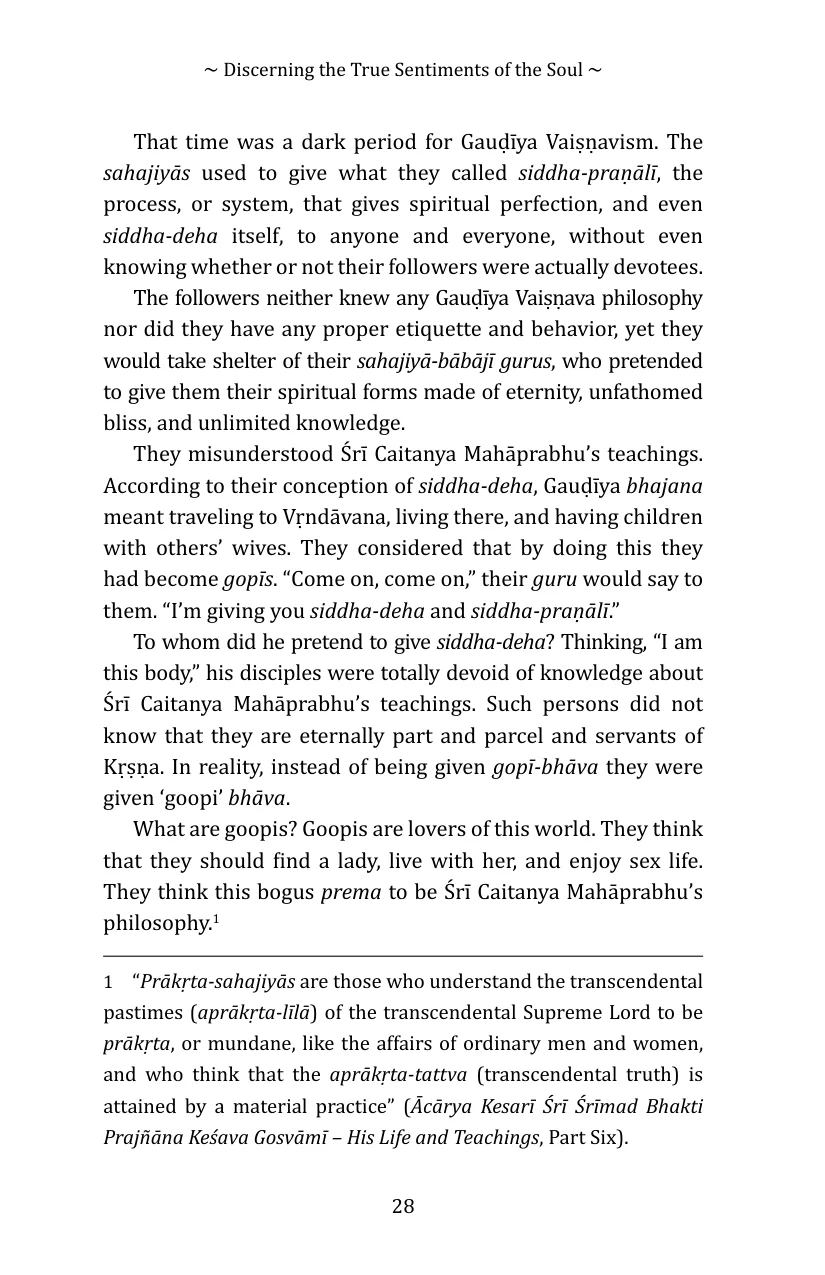 ~ Discerning the True Sentiments of the Soul ~
That time was a dark period for Gauḍīya Vaiṣṇavism. The
sahajiyās used to give what they called siddha-praṇālī, the
process, or system, that gives spiritual perfection, and even
siddha-deha itself, to anyone and everyone, without even
knowing whether or not their followers were actually devotees.
The followers neither knew any Gauḍīya Vaiṣṇava philosophy
nor did they have any proper etiquette and behavior, yet they
would take shelter of their sahajiyā-bābājī gurus, who pretended
to give them their spiritual forms made of eternity, unfathomed
bliss, and unlimited knowledge.
They misunderstood Śrī Caitanya Mahāprabhu’s teachings.
According to their conception of siddha-deha, Gauḍīya bhajana
meant traveling to Vṛndāvana, living there, and having children
with others’ wives. They considered that by doing this they
had become gopīs. “Come on, come on,” their guru would say to
them. “I’m giving you siddha-deha and siddha-praṇālī.”
To whom did he pretend to give siddha-deha? Thinking, “I am
this body,” his disciples were totally devoid of knowledge about
Śrī Caitanya Mahāprabhu’s teachings. Such persons did not
know that they are eternally part and parcel and servants of
Kṛṣṇa. In reality, instead of being given gopī-bhāva they were
given ‘goopi’ bhāva.
What are goopis? Goopis are lovers of this world. They think
that they should find a lady, live with her, and enjoy sex life.
They think this bogus prema to be Śrī Caitanya Mahāprabhu’s
philosophy.¹
1 “Prākṛta-sahajiyās are those who understand the transcendental
pastimes (aprākṛta-līlā) of the transcendental Supreme Lord to be
prākṛta, or mundane, like the affairs of ordinary men and women,
and who think that the aprākṛta-tattva (transcendental truth) is
attained by a material practice” (Ācārya Kesarī Śrī Śrīmad Bhakti
Prajñāna Keśava Gosvāmī – His Life and Teachings, Part Six).
28